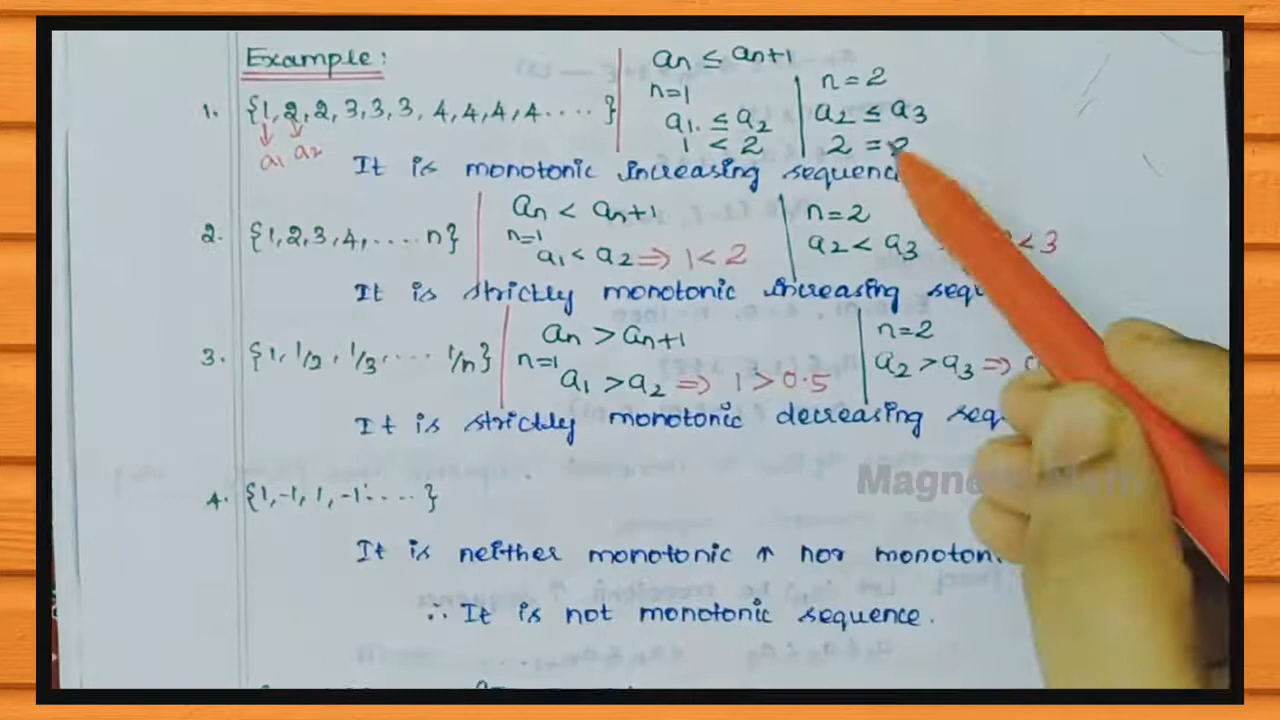 Example:
an ≤ an+1
n=1
n=2
1. {1, 2, 2, 3, 3, 3, 4, 4, 4, 4 ..... }
a1 a2
a1 ≤ a2
a2 ≤ a3
1 < 2
2 = 2
It is monotonic increasing
2. {1, 2, 3, 4, ..... n}
an < an+1
n=1
a1 < a2 ⇒ 1 < 2
n=2
a2 < a3 < 3
It is strictly monotonic increasing
3. {1, 1/2, 1/3, .... 1/n}
an > an+1
n=1
a1 > a2 ⇒ 1 > 0.5
n=2
a2 > a3 ⇒
It is strictly monotonic decreasing
4. {1, -1, 1, -1 ..... }
It is neither monotonic ↑ nor
∴ It is not monotonic sequence.